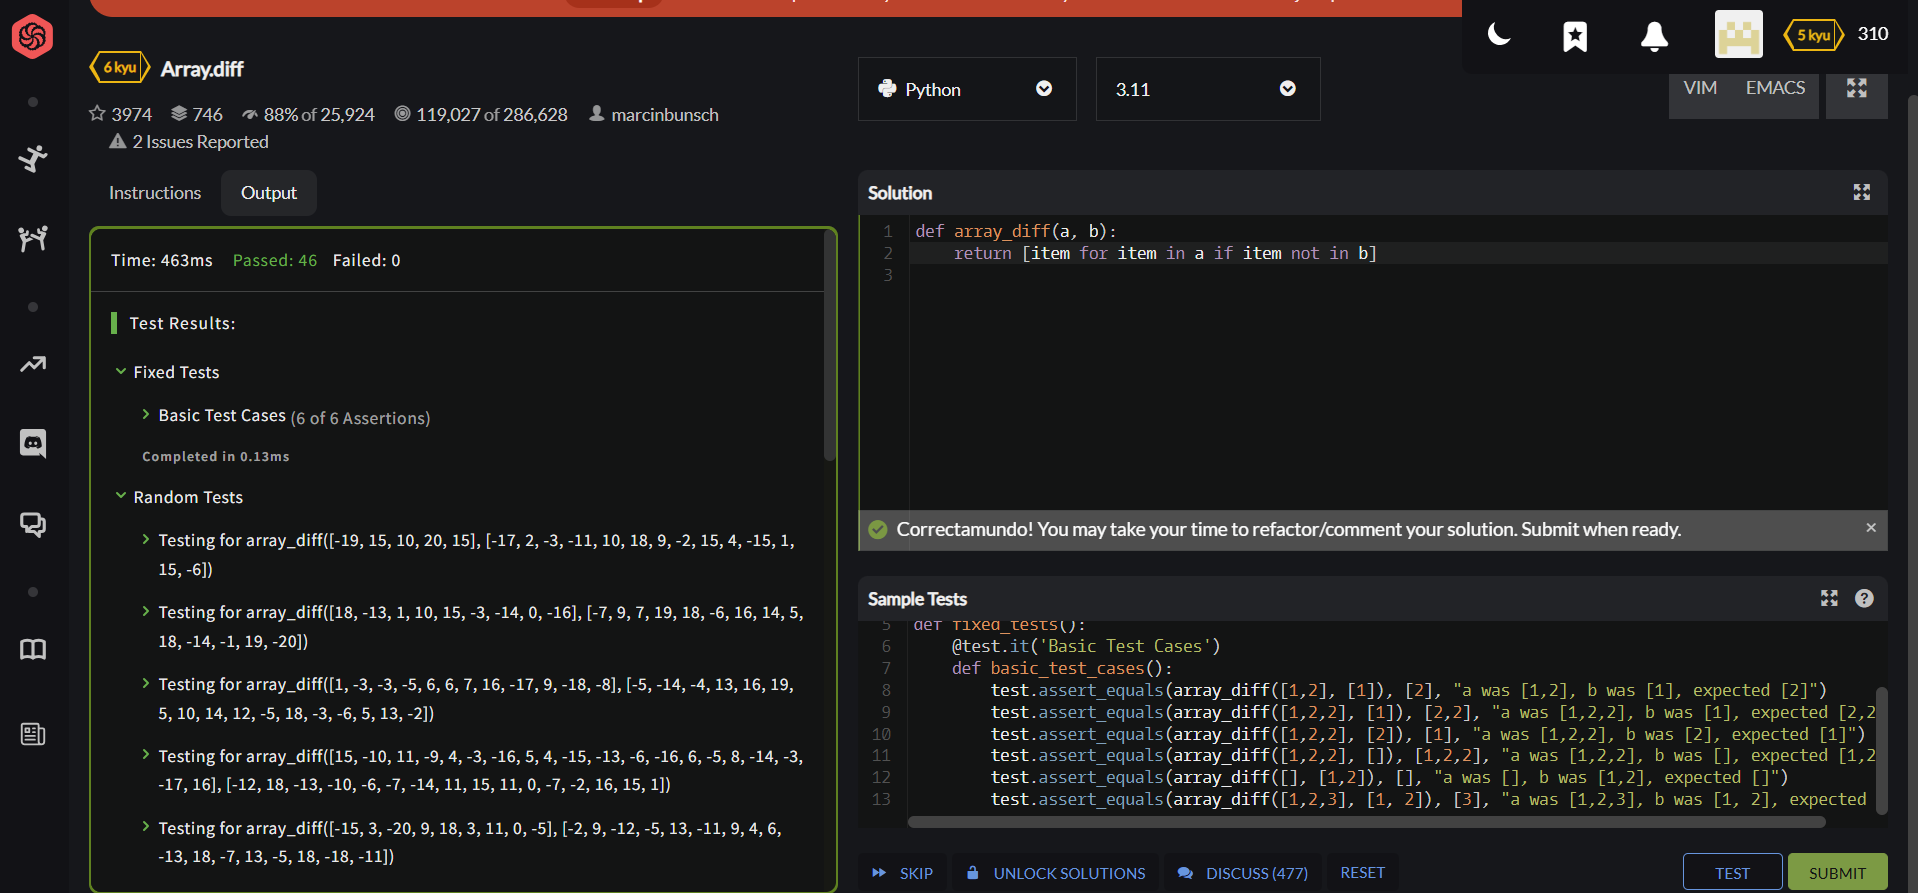 5 kyu
310
6 kyu
Array.diff
3974
746
88% of 25,924
119,027 of 286,628
marcinbunsch
2 Issues Reported
Python
3.11
VIM
EMACS
Instructions
Output
Time: 463ms Passed: 46 Failed: 0
Test Results:
Fixed Tests
Basic Test Cases (6 of 6 Assertions)
Completed in 0.13ms
Random Tests
Testing for array_diff([-19, 15, 10, 20, 15], [-17, 2, -3, -11, 10, 18, 9, -2, 15, 4, -15, 1,
15, -6])
Testing for array_diff([18, -13, 1, 10, 15, -3, -14, 0, -16], [-7, 9, 7, 19, 18, -6, 16, 14, 5,
18, -14, -1, 19, -20])
Testing for array_diff([1, -3, -3, -5, 6, 6, 7, 16, -17, 9, -18, -8], [-5, -14, -4, 13, 16, 19,
5, 10, 14, 12, -5, 18, -3, -6, 5, 13, -2])
Testing for array_diff([15, -10, 11, -9, 4, -3, -16, 5, 4, -15, -13, -6, -16, 6, -5, 8, -14, -3,
-17, 16], [-12, 18, -13, -10, -6, -7, -14, 11, 15, 11, 0, -7, -2, 16, 15, 1])
Testing for array_diff([-15, 3, -20, 9, 18, 3, 11, 0, -5], [-2, 9, -12, -5, 13, -11, 9, 4, 6,
-13, 18, -7, 13, -5, 18, -18, -11])
Solution
1 def array_diff(a, b):
2 return [item for item in a if item not in b]
3
Correctamundo! You may take your time to refactor/comment your solution. Submit when ready.
Sample Tests
5 def fixed_tests():
6 @test.it('Basic Test Cases')
7 def basic_test_cases():
8 test.assert_equals(array_diff([1,2], [1]), [2], "a was [1,2], b was [1], expected [2]")
9 test.assert_equals(array_diff([1,2,2], [1]), [2,2], "a was [1,2,2], b was [1], expected [2,2
10 test.assert_equals(array_diff([1,2,2], [2]), [1], "a was [1,2,2], b was [2], expected [1]")
11 test.assert_equals(array_diff([1,2,2], []), [1,2,2], "a was [1,2,2], b was [], expected [1,2
12 test.assert_equals(array_diff([], [1,2]), [], "a was [], b was [1,2], expected []")
13 test.assert_equals(array_diff([1,2,3], [1, 2]), [3], "a was [1,2,3], b was [1, 2], expected
SKIP
UNLOCK SOLUTIONS
DISCUSS (477)
RESET
TEST
SUBMIT